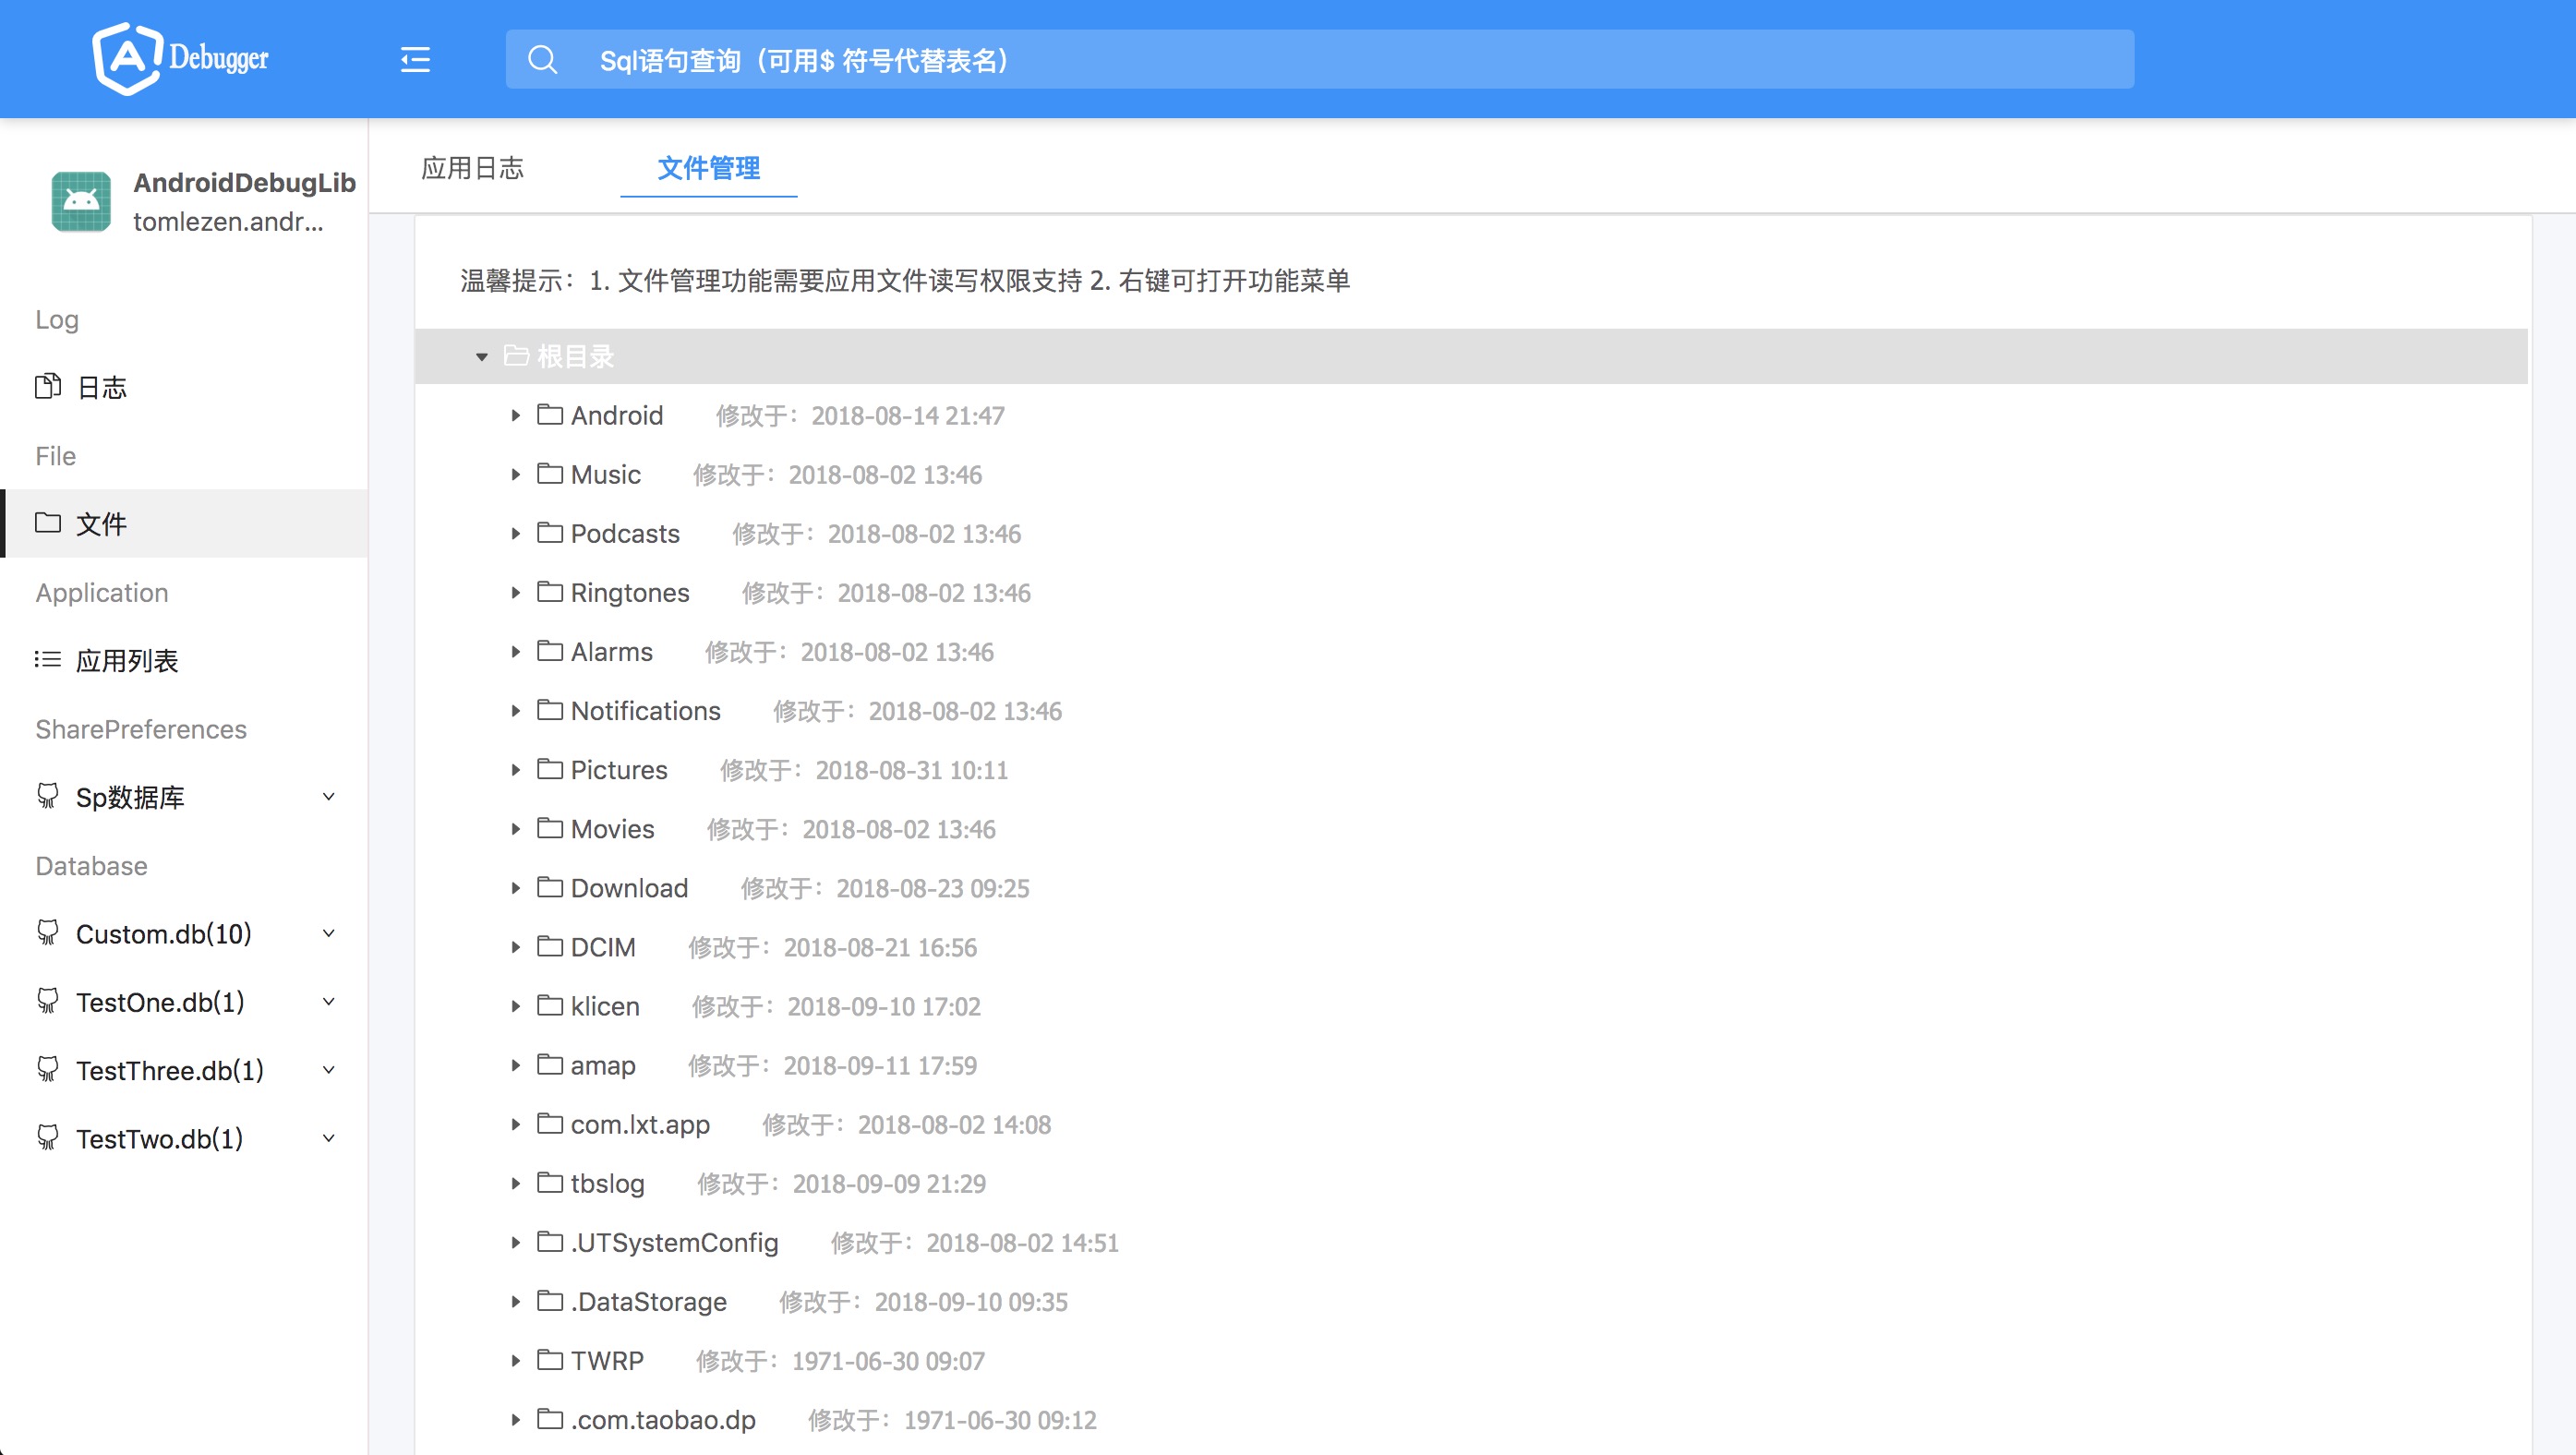 Debugger
Sql语句查询（可用$ 符号代替表名）
AndroidDebugLib
tomlezen.andr...
Log
日志
File
文件
Application
应用列表
SharePreferences
Sp数据库
Database
Custom.db(10)
TestOne.db(1)
TestThree.db(1)
TestTwo.db(1)
应用日志 文件管理
温馨提示：1. 文件管理功能需要应用文件读写权限支持 2. 右键可打开功能菜单
根目录
Android 修改于：2018-08-14 21:47
Music 修改于：2018-08-02 13:46
Podcasts 修改于：2018-08-02 13:46
Ringtones 修改于：2018-08-02 13:46
Alarms 修改于：2018-08-02 13:46
Notifications 修改于：2018-08-02 13:46
Pictures 修改于：2018-08-31 10:11
Movies 修改于：2018-08-02 13:46
Download 修改于：2018-08-23 09:25
DCIM 修改于：2018-08-21 16:56
klicen 修改于：2018-09-10 17:02
amap 修改于：2018-09-11 17:59
com.lxt.app 修改于：2018-08-02 14:08
tbslog 修改于：2018-09-09 21:29
.UTSystemConfig 修改于：2018-08-02 14:51
.DataStorage 修改于：2018-09-10 09:35
TWRP 修改于：1971-06-30 09:07
.com.taobao.dp 修改于：1971-06-30 09:12